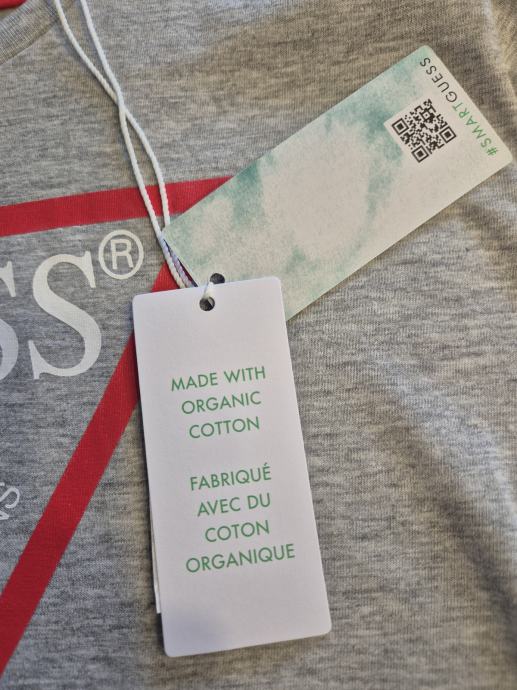 #SMARTGUESS
SS®
MADE WITH
ORGANIC
COTTON
FABRIQUÉ
AVEC DU
COTON
ORGANIQUE